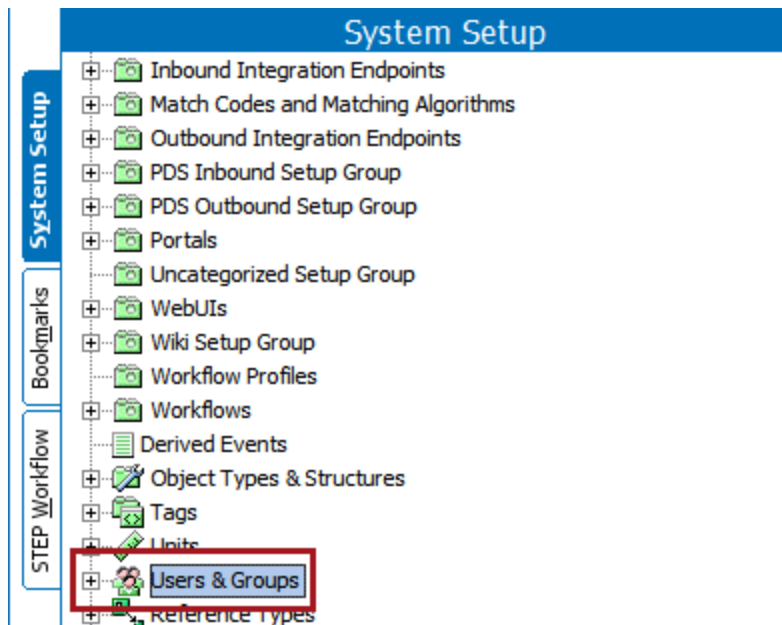 System Setup
Inbound Integration Endpoints
Match Codes and Matching Algorithms
Outbound Integration Endpoints
PDS Inbound Setup Group
PDS Outbound Setup Group
Portals
Uncategorized Setup Group
WebUIs
Wiki Setup Group
Workflow Profiles
Workflows
Derived Events
Object Types & Structures
Tags
Units
Users & Groups
Reference Types
System Setup
Bookmarks
STEP Workflow